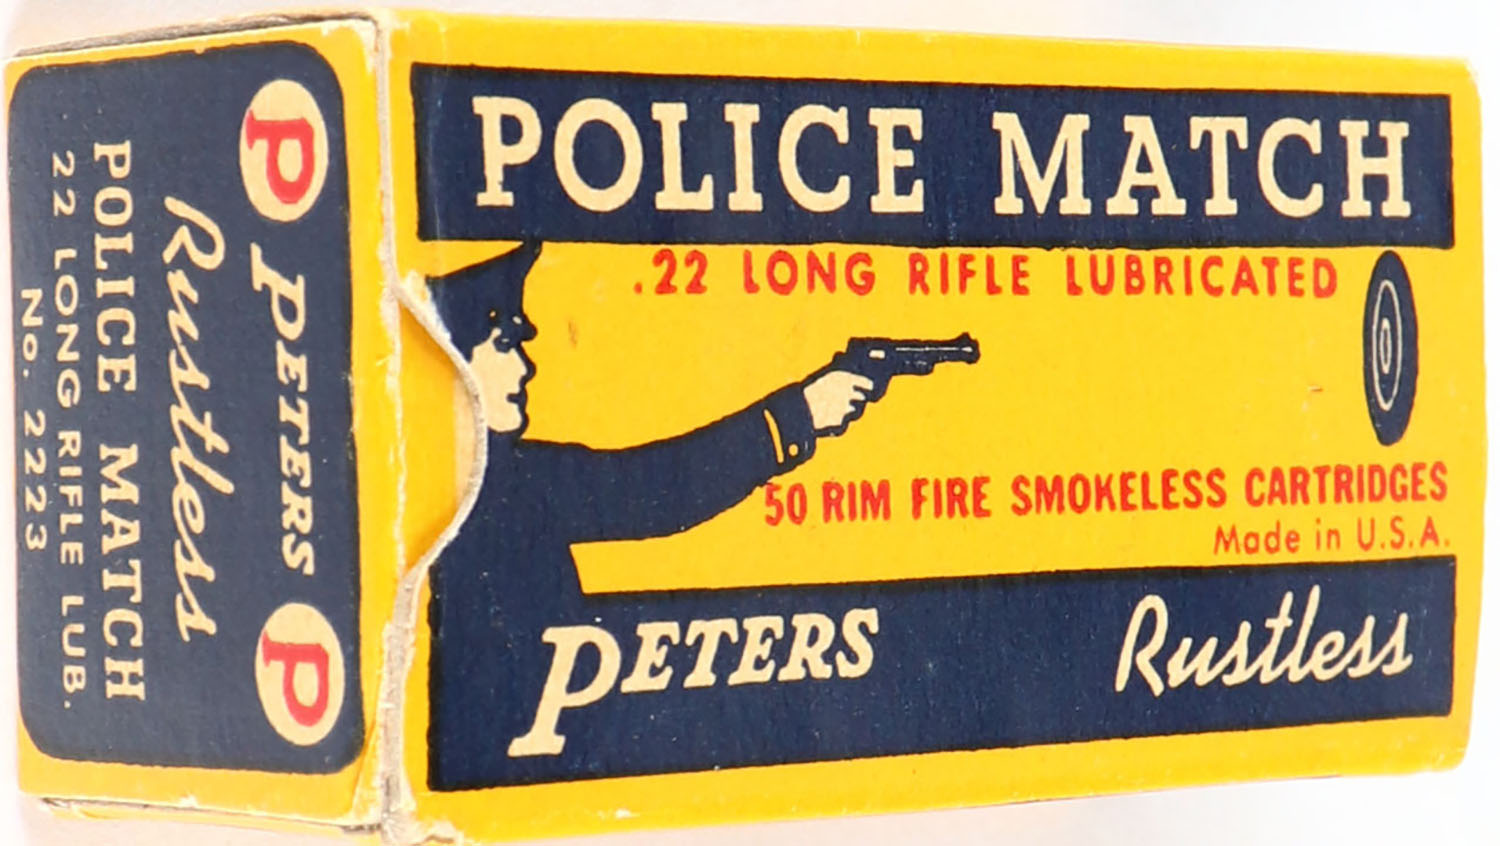 POLICE MATCH
.22 LONG RIFLE LUBRICATED
50 RIM FIRE SMOKELESS CARTRIDGES
Made in U.S.A.
PETERS Rustless
P PETERS P
Rustless
POLICE MATCH
22 LONG RIFLE LUB.
No. 2223